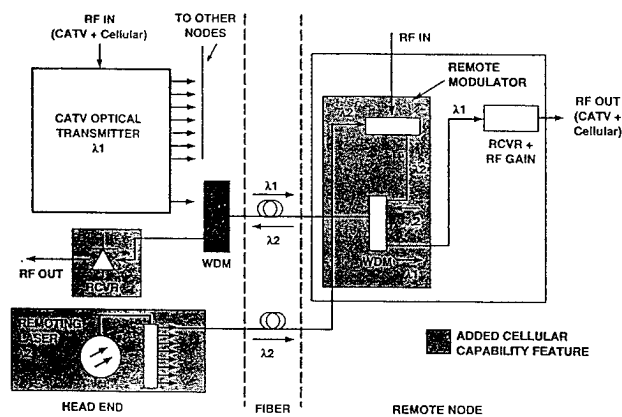 RF IN
(CATV + Cellular)
TO OTHER
NODES
RF IN
REMOTE
MODULATOR
CATV OPTICAL
TRANSMITTER
λ1
λ2
λ1
RF OUT
(CATV +
Cellular)
RCVR +
RF GAIN
λ2
λ1
λ2
λ2
WDM
WDM
λ1
RF OUT
RCVR
REMOTING
LASER
λ2
λ2
ADDED CELLULAR
CAPABILITY FEATURE
HEAD END
FIBER
REMOTE NODE